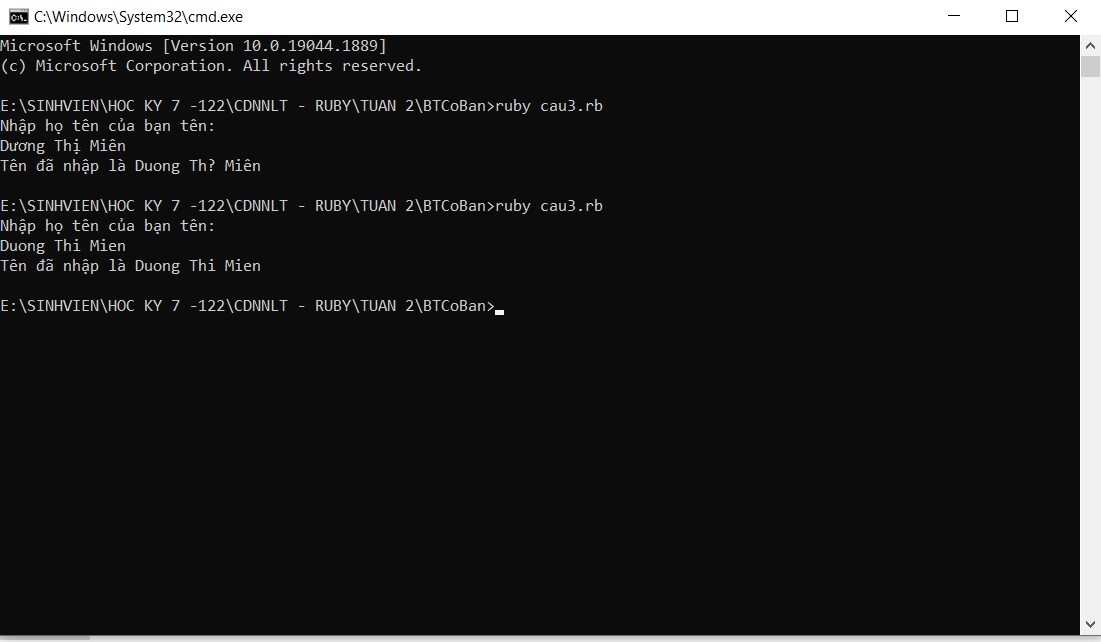 C:\Windows\System32\cmd.exe
Microsoft Windows [Version 10.0.19044.1889]
(c) Microsoft Corporation. All rights reserved.
E:\SINHVIEN\HOC KY 7 -122\CDNNLT - RUBY\TUAN 2\BTCoBan>ruby cau3.rb
Nhập họ tên của bạn tên:
Dương Thị Miên
Tên đã nhập là Duong Th? Miên
E:\SINHVIEN\HOC KY 7 -122\CDNNLT - RUBY\TUAN 2\BTCoBan>ruby cau3.rb
Nhập họ tên của bạn tên:
Duong Thi Mien
Tên đã nhập là Duong Thi Mien
E:\SINHVIEN\HOC KY 7 -122\CDNNLT - RUBY\TUAN 2\BTCoBan>